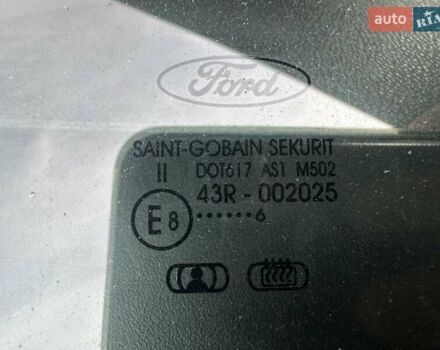 auto RIA
Ford
SAINT-GOBAIN SEKURIT
II DOT617 AS1 M502
43R - 002025
E8 ······6